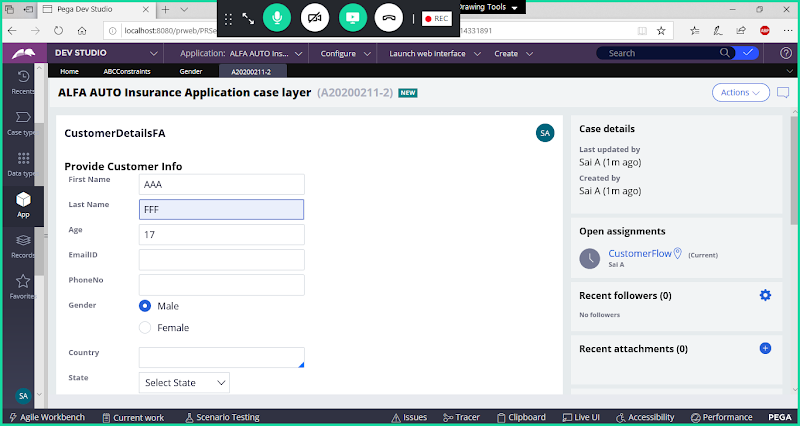 Pega Dev Studio
Drawing Tools
REC
localhost:8080/prweb/PRSe
14331891
DEV STUDIO
Application: ALFA AUTO Ins...
Configure
Launch web interface
Create
Search
Home
ABCConstraints
Gender
A20200211-2
Recents
Case type
Data type
App
Records
Favorite
SA
ALFA AUTO Insurance Application case layer (A20200211-2) NEW
Actions
CustomerDetailsFA
SA
Provide Customer Info
First Name
AAA
Last Name
FFF
Age
17
EmailID
PhoneNo
Gender
Male
Female
Country
State
Select State
Case details
Last updated by
Sai A (1m ago)
Created by
Sai A (1m ago)
Open assignments
CustomerFlow (Current)
Sai A
Recent followers (0)
No followers
Recent attachments (0)
Agile Workbench
Current work
Scenario Testing
Issues
Tracer
Clipboard
Live UI
Accessibility
Performance
PEGA